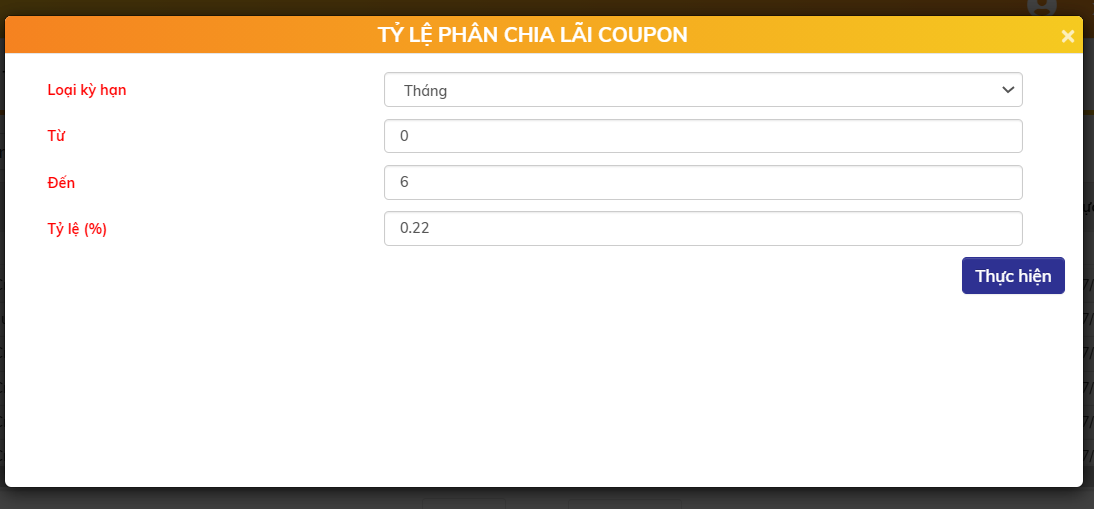 TỶ LỆ PHÂN CHIA LÃI COUPON ×
Loại kỳ hạn Tháng
Từ 0
Đến 6
Tỷ lệ (%) 0.22
Thực hiện